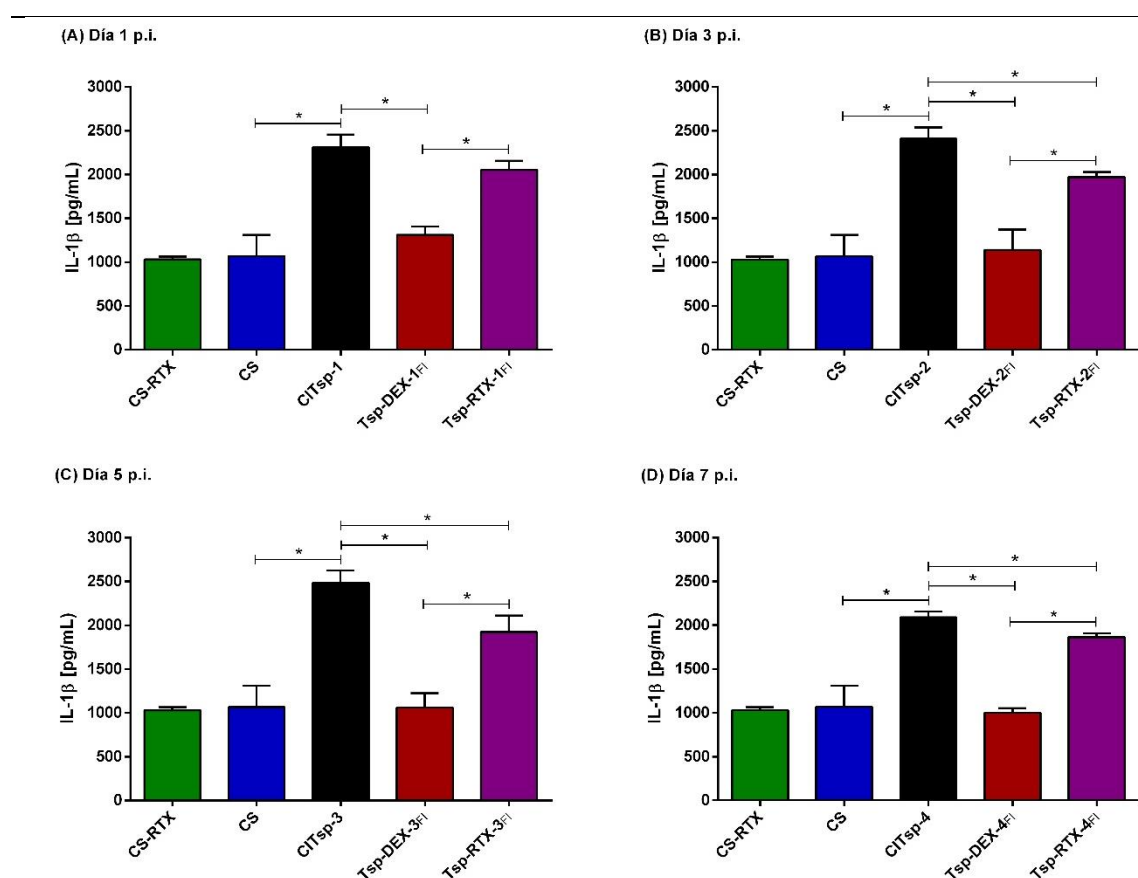 (A) Día 1 p.i.
IL-1β [pg/mL]
3000
2500
2000
1500
1000
500
0
*
*
*
CS-RTX
CS
CITsp-1
Tsp-DEX-1FI
Tsp-RTX-1FI
(B) Día 3 p.i.
IL-1β [pg/mL]
3000
2500
2000
1500
1000
500
0
*
*
*
*
CS-RTX
CS
CITsp-2
Tsp-DEX-2FI
Tsp-RTX-2FI
(C) Día 5 p.i.
IL-1β [pg/mL]
3000
2500
2000
1500
1000
500
0
*
*
*
*
CS-RTX
CS
CITsp-3
Tsp-DEX-3FI
Tsp-RTX-3FI
(D) Día 7 p.i.
IL-1β [pg/mL]
3000
2500
2000
1500
1000
500
0
*
*
*
*
CS-RTX
CS
CITsp-4
Tsp-DEX-4FI
Tsp-RTX-4FI